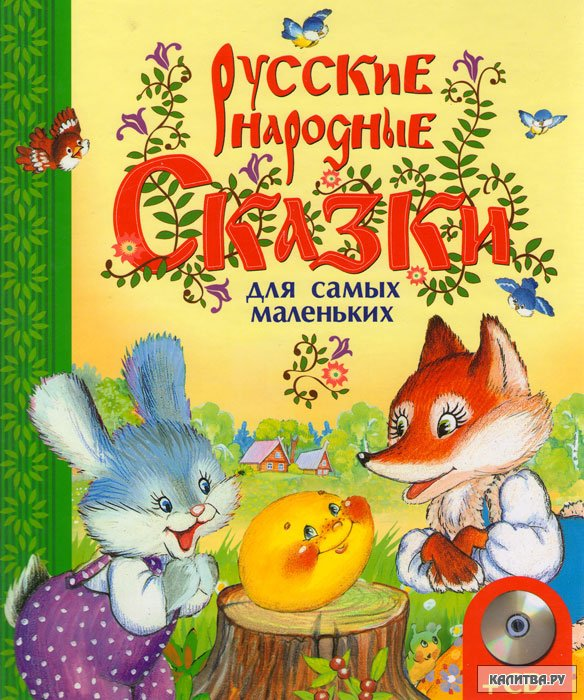 Русские
народные
Сказки
для самых
маленьких
КАЛИТВА.РУ